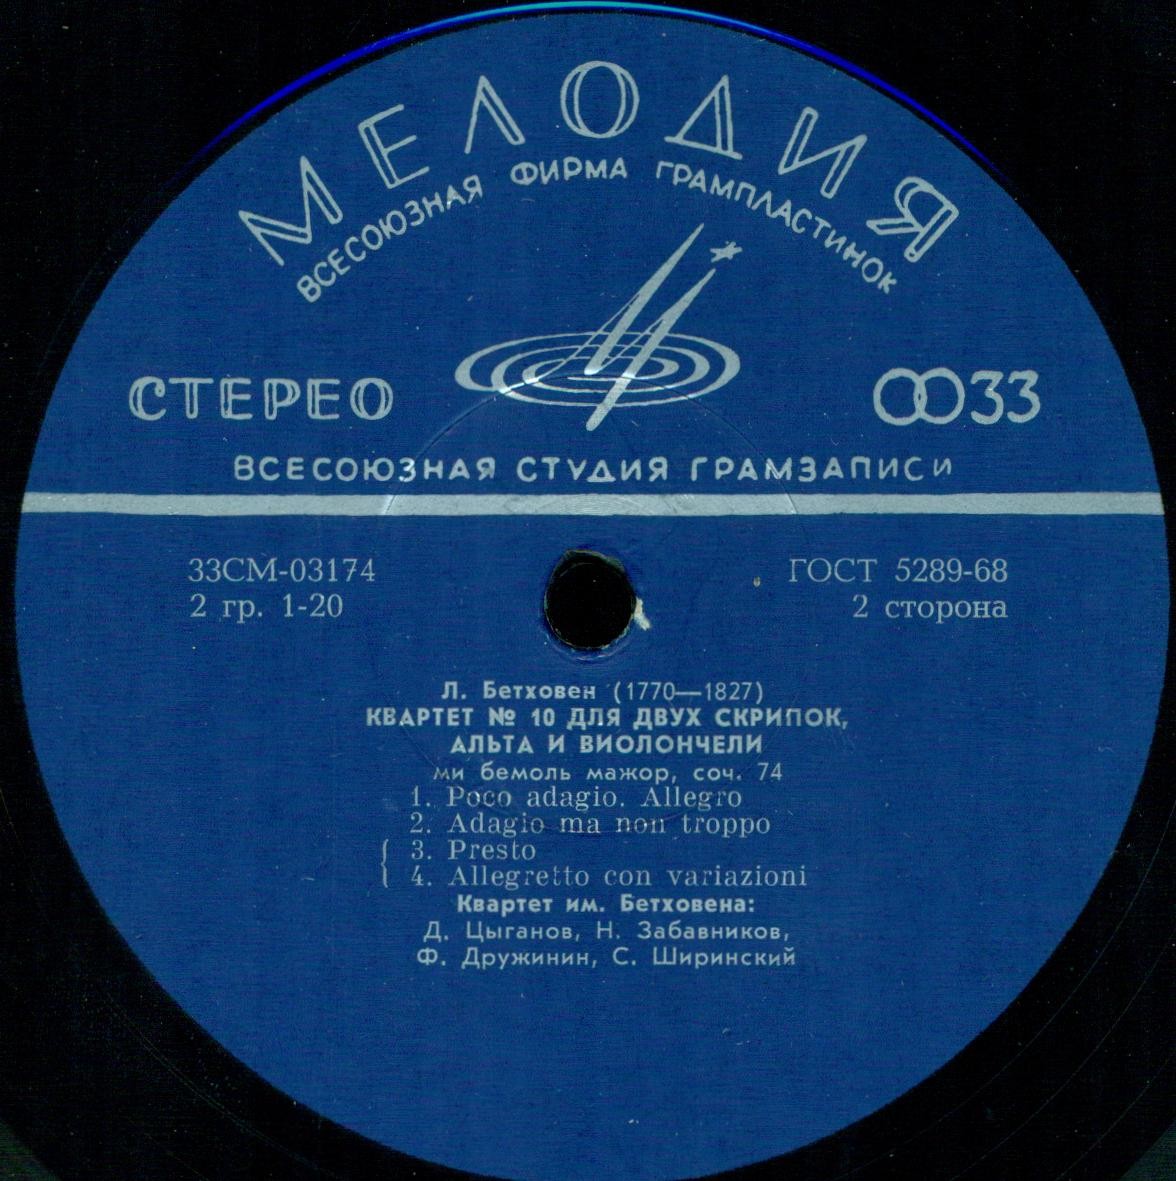 МЕЛОДИЯ
ВСЕСОЮЗНАЯ ФИРМА ГРАМПЛАСТИНОК
СТЕРЕО
33
ВСЕСОЮЗНАЯ СТУДИЯ ГРАМЗАПИСИ
33СМ-03174
ГОСТ 5289-68
2 гр. 1-20
2 сторона
Л. Бетховен (1770—1827)
КВАРТЕТ № 10 ДЛЯ ДВУХ СКРИПОК,
АЛЬТА И ВИОЛОНЧЕЛИ
ми бемоль мажор, соч. 74
1. Poco adagio. Allegro
2. Adagio ma non troppo
3. Presto
4. Allegretto con variazioni
Квартет им. Бетховена:
Д. Цыганов, Н. Забавников,
Ф. Дружинин, С. Ширинский